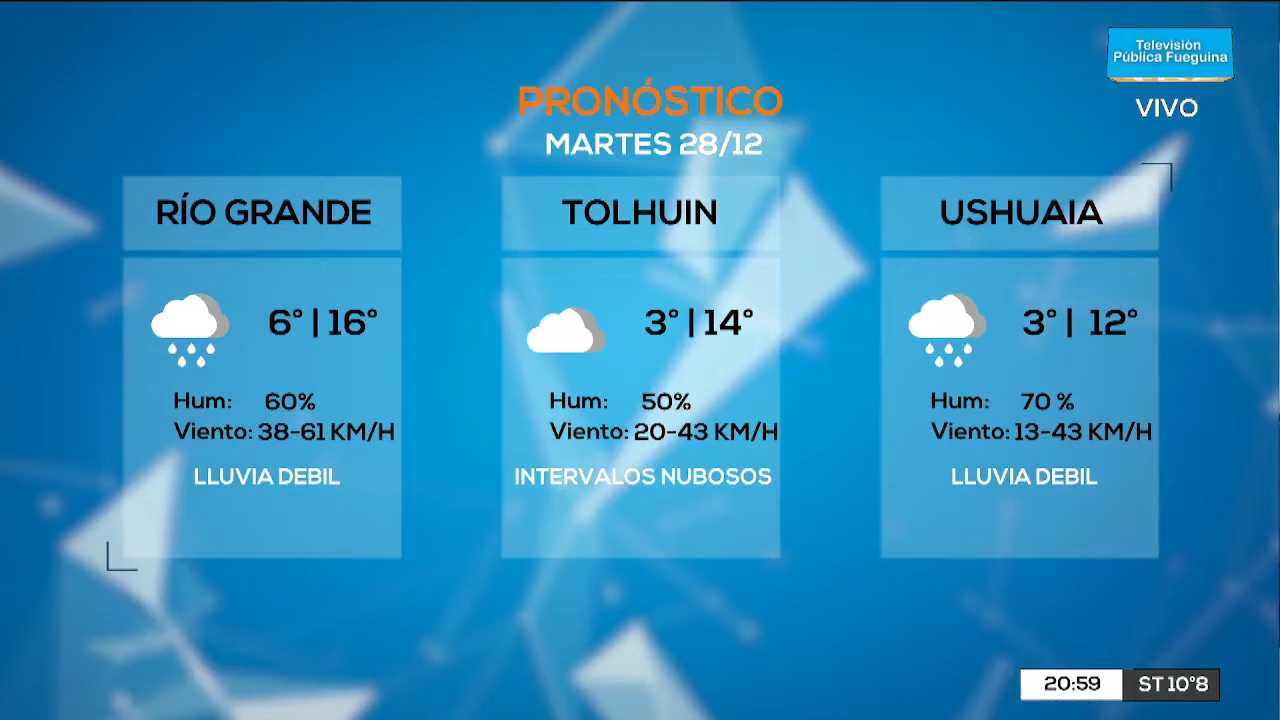 Televisión
Pública Fueguina
VIVO
PRONÓSTICO
MARTES 28/12
RÍO GRANDE
6° | 16°
Hum: 60%
Viento: 38-61 KM/H
LLUVIA DEBIL
TOLHUIN
3° | 14°
Hum: 50%
Viento: 20-43 KM/H
INTERVALOS NUBOSOS
USHUAIA
3° | 12°
Hum: 70 %
Viento: 13-43 KM/H
LLUVIA DEBIL
20:59 ST 10°8